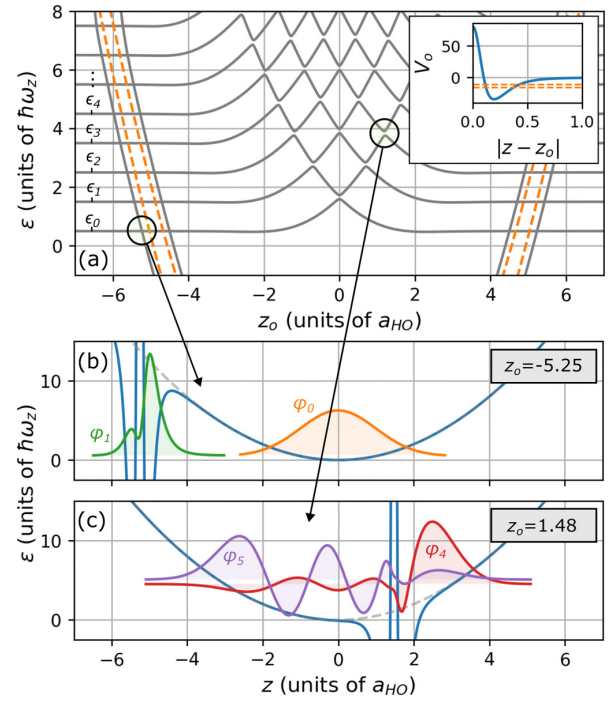 8
6
4
2
0
ε (units of ℏω_z)
⋮
ϵ_4
ϵ_3
ϵ_2
ϵ_1
ϵ_0
(a)
−6 −4 −2 0 2 4 6
z_o (units of a_HO)
V_o
50
0
0.0 0.5 1.0
|z − z_o|
(b)
10
0
φ_1
φ_0
z_o=-5.25
ε (units of ℏω_z)
(c)
10
0
φ_5
φ_4
z_o=1.48
−6 −4 −2 0 2 4 6
z (units of a_HO)